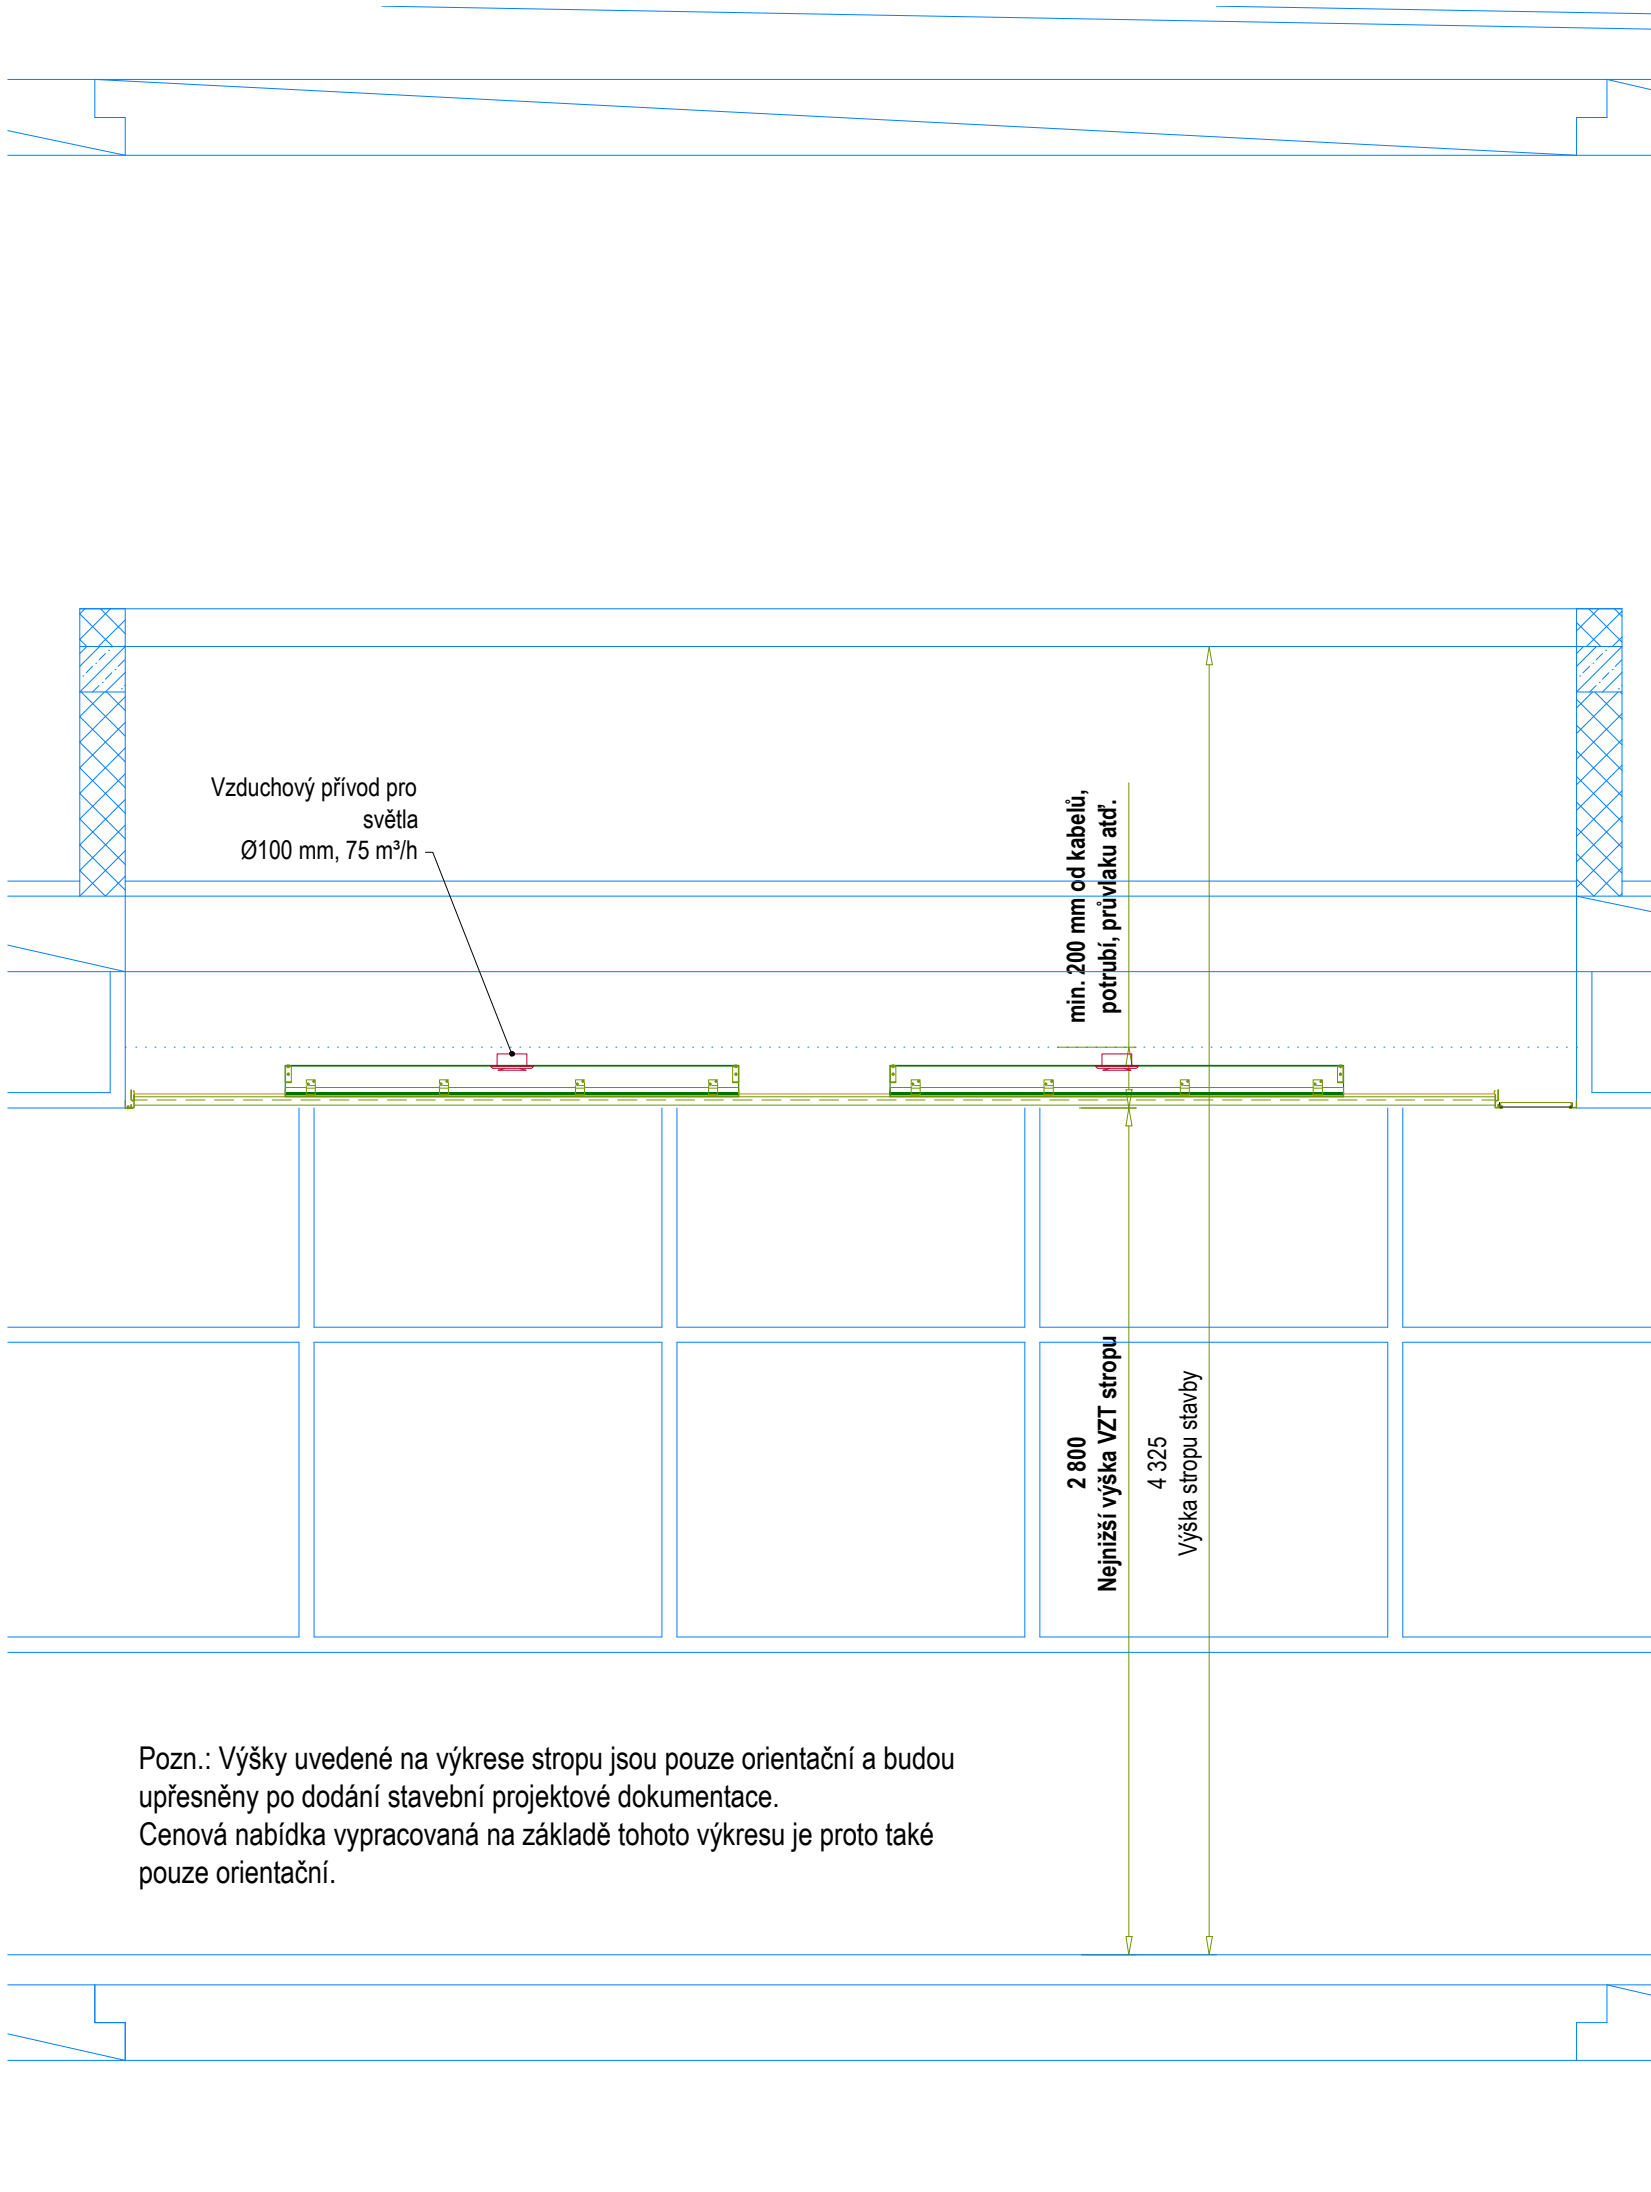 Vzduchový přívod pro
světla
Ø100 mm, 75 m³/h
min. 200 mm od kabelů,
potrubí, průvlaku atď.
2 800
Nejnižší výška VZT stropu
4 325
Výška stropu stavby
Pozn.: Výšky uvedené na výkrese stropu jsou pouze orientační a budou
upřesněny po dodání stavební projektové dokumentace.
Cenová nabídka vypracovaná na základě tohoto výkresu je proto také
pouze orientační.